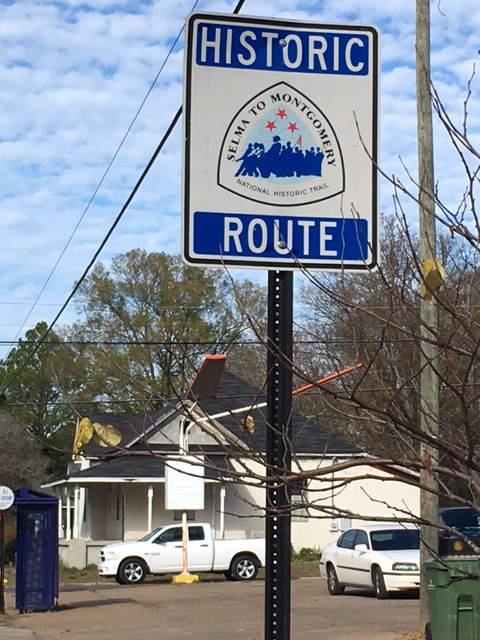 HISTORIC
SELMA TO MONTGOMERY
NATIONAL HISTORIC TRAIL
ROUTE